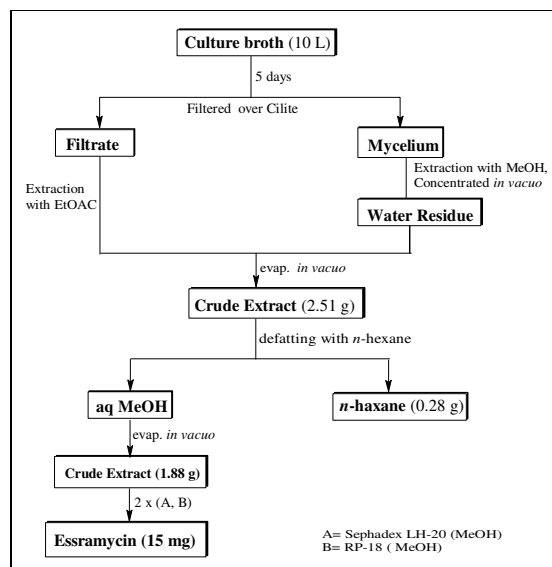 Culture broth (10 L)
5 days
Filtered over Cilite
Filtrate
Mycelium
Extraction
with EtOAC
Extraction with MeOH,
Concentrated in vacuo
Water Residue
evap. in vacuo
Crude Extract (2.51 g)
defatting with n-hexane
aq MeOH
n-haxane (0.28 g)
evap. in vacuo
Crude Extract (1.88 g)
2 x (A, B)
Essramycin (15 mg)
A= Sephadex LH-20 (MeOH)
B= RP-18 ( MeOH)